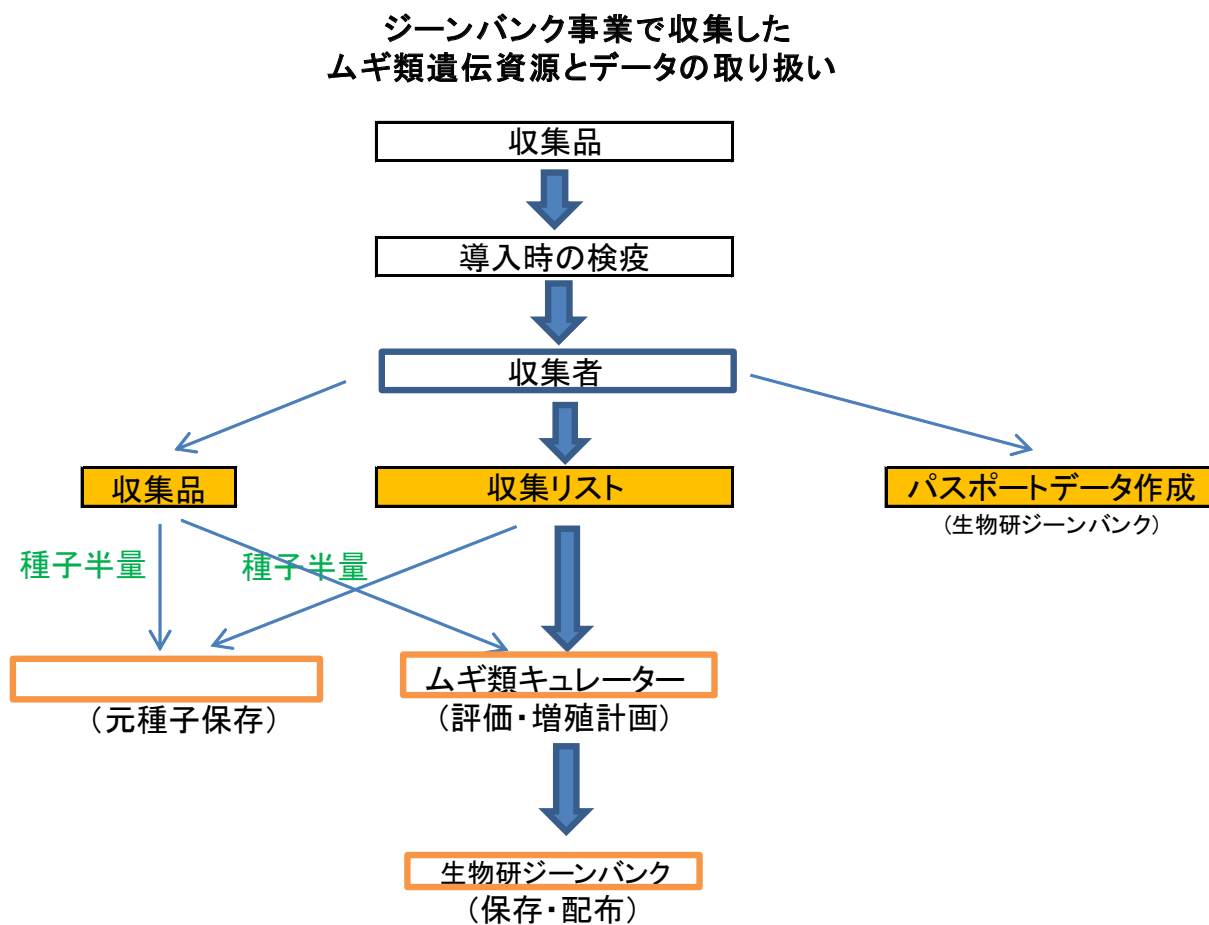 ジーンバンク事業で収集した
ムギ類遺伝資源とデータの取り扱い
収集品
導入時の検疫
収集者
収集品
収集リスト
パスポートデータ作成
(生物研ジーンバンク)
種子半量
種子半量
ムギ類キュレーター
（元種子保存）
（評価・増殖計画）
生物研ジーンバンク
（保存・配布）